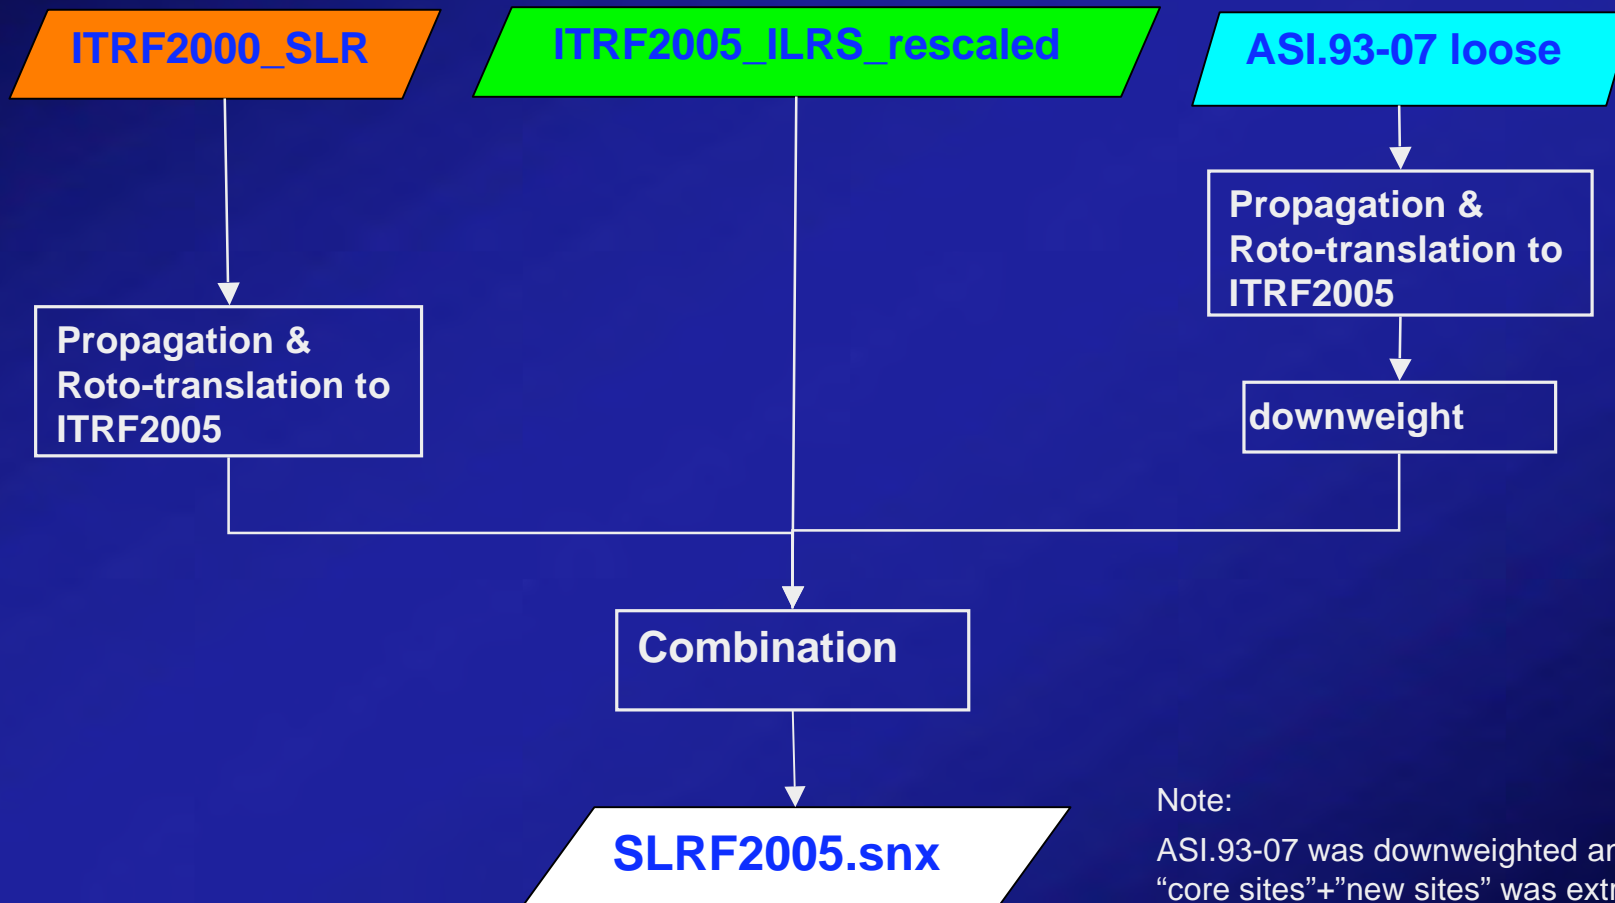 ITRF2000_SLR
ITRF2005_ILRS_rescaled
ASI.93-07 loose
Propagation &
Roto-translation to
ITRF2005
Propagation &
Roto-translation to
ITRF2005
downweight
Combination
SLRF2005.snx
Note:
ASI.93-07 was downweighted
“core sites”+”new sites” was